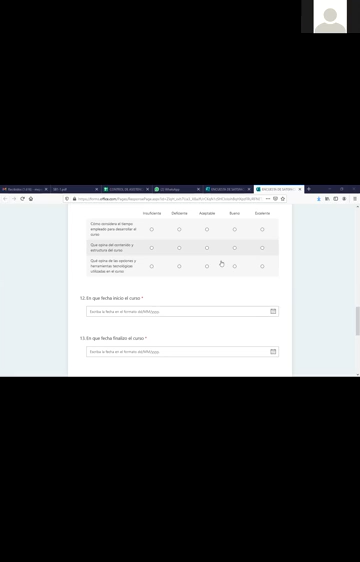 WhatsApp
Insuficiente Deficiente Aceptable Bueno Excelente
Cómo considera el tiempo
empleado para desarrollar el
curso
Que opina del contenido y
estructura del curso
Que opina de las sesiones y
herramientas tecnológicas
utilizadas en el curso
12.En que fecha inicio el curso *
Escriba la fecha en el formato dd/MM/yyyy.
13.En que fecha finalizo el curso *
Escriba la fecha en el formato dd/MM/yyyy.